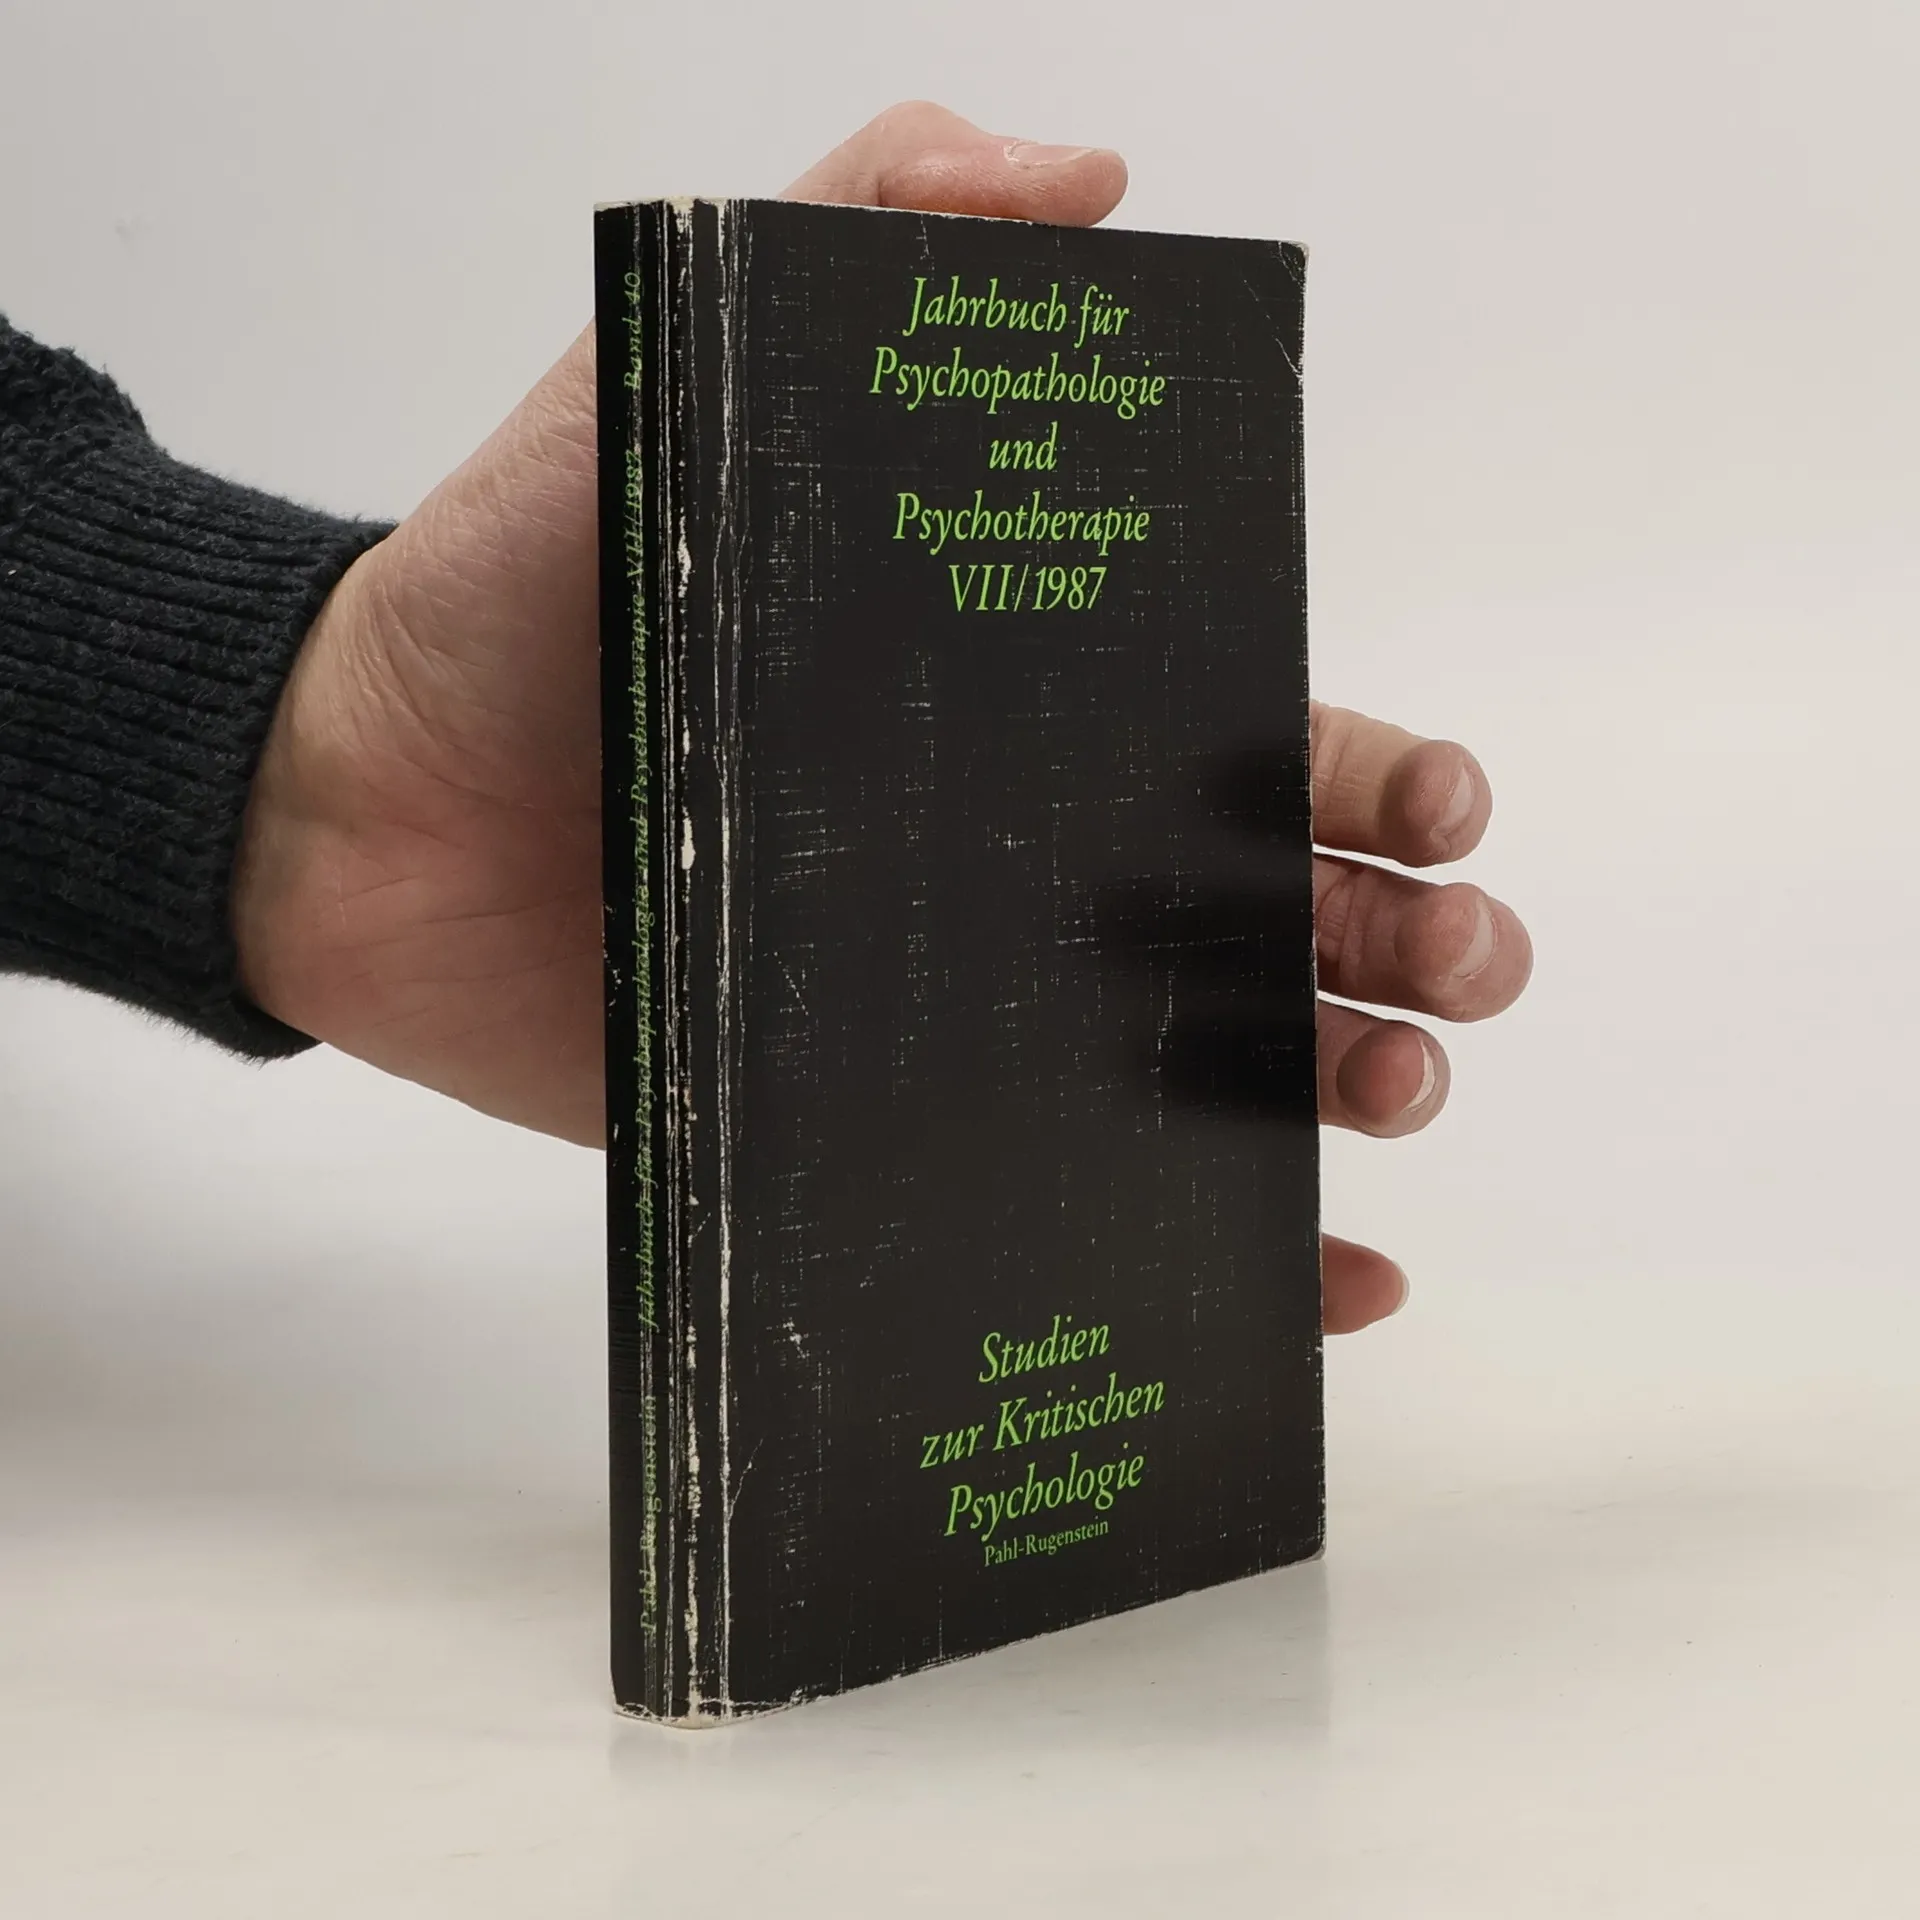 Jahrbuch für
Psychopathologie
und
Psychotherapie
VII/1987
Studien
zur Kritischen
Psychologie
Pahl-Rugenstein
Pahl-Rugenstein Jahrbuch für Psychopathologie und Psychotherapie VII/1987 Band 40